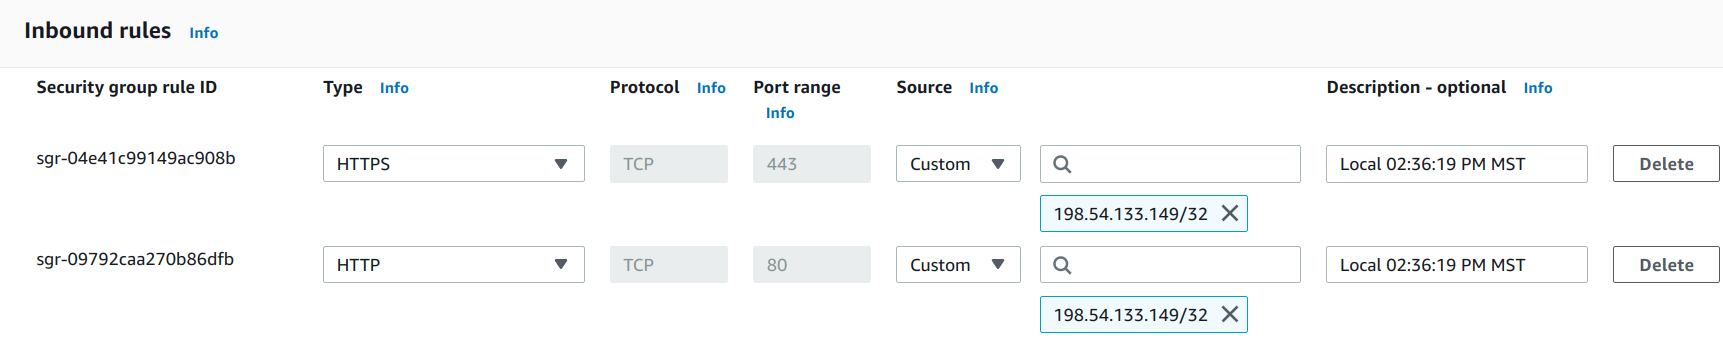 Inbound rules Info
Security group rule ID Type Info Protocol Info Port range Info Source Info Description - optional Info
sgr-04e41c99149ac908b HTTPS TCP 443 Custom Local 02:36:19 PM MST Delete
198.54.133.149/32
sgr-09792caa270b86dfb HTTP TCP 80 Custom Local 02:36:19 PM MST Delete
198.54.133.149/32